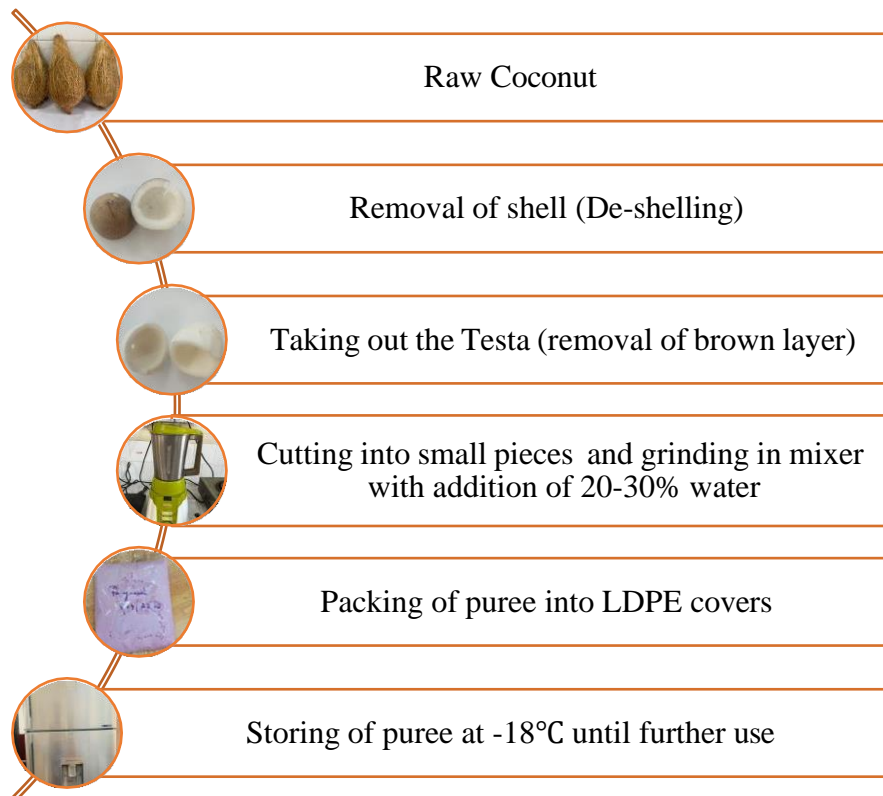 Raw Coconut
Removal of shell (De-shelling)
Taking out the Testa (removal of brown layer)
Cutting into small pieces and grinding in mixer
with addition of 20-30% water
Packing of puree into LDPE covers
Storing of puree at -18℃ until further use